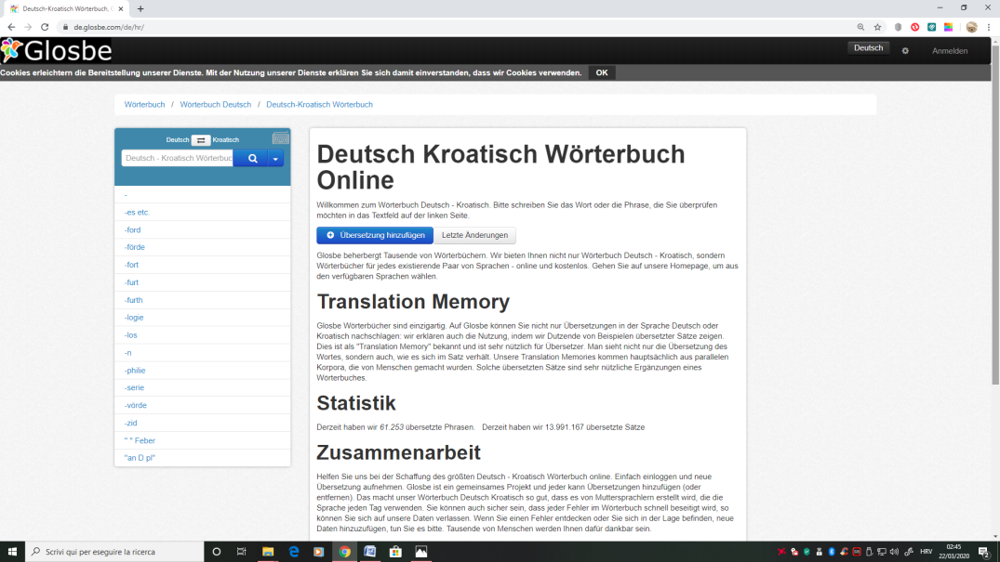 Deutsch-Kroatisch Wörterbuch, G
de.glosbe.com/de/hr/
Glosbe
Deutsch
Anmelden
Cookies erleichtern die Bereitstellung unserer Dienste. Mit der Nutzung unserer Dienste erklären Sie sich damit einverstanden, dass wir Cookies verwenden. OK
Wörterbuch / Wörterbuch Deutsch / Deutsch-Kroatisch Wörterbuch
Deutsch Kroatisch
Deutsch - Kroatisch Wörterbuc
-
-es etc.
-ford
-förde
-fort
-furt
-furth
-logie
-los
-n
-philie
-serie
-vörde
-zid
" " Feber
"an D pl"
Deutsch Kroatisch Wörterbuch
Online
Willkommen zum Wörterbuch Deutsch - Kroatisch. Bitte schreiben Sie das Wort oder die Phrase, die Sie überprüfen
möchten in das Textfeld auf der linken Seite.
Übersetzung hinzufügen Letzte Änderungen
Glosbe beherbergt Tausende von Wörterbüchern. Wir bieten Ihnen nicht nur Wörterbuch Deutsch - Kroatisch, sondern
Wörterbücher für jedes existierende Paar von Sprachen - online und kostenlos. Gehen Sie auf unsere Homepage, um aus
den verfügbaren Sprachen wählen.
Translation Memory
Glosbe Wörterbücher sind einzigartig. Auf Glosbe können Sie nicht nur Übersetzungen in der Sprache Deutsch oder
Kroatisch nachschlagen: wir erklären auch die Nutzung, indem wir Dutzende von Beispielen übersetzter Sätze zeigen.
Dies ist als "Translation Memory" bekannt und ist sehr nützlich für Übersetzer. Man sieht nicht nur die Übersetzung des
Wortes, sondern auch, wie es sich im Satz verhält. Unsere Translation Memories kommen hauptsächlich aus parallelen
Korpora, die von Menschen gemacht wurden. Solche übersetzten Sätze sind sehr nützliche Ergänzungen eines
Wörterbuches.
Statistik
Derzeit haben wir 61.253 übersetzte Phrasen. Derzeit haben wir 13.991.167 übersetzte Sätze
Zusammenarbeit
Helfen Sie uns bei der Schaffung des größten Deutsch - Kroatisch Wörterbuch online. Einfach einloggen und neue
Übersetzung aufnehmen. Glosbe ist ein gemeinsames Projekt und jeder kann Übersetzungen hinzufügen (oder
entfernen). Das macht unser Wörterbuch Deutsch Kroatisch so gut, dass es von Muttersprachlern erstellt wird, die die
Sprache jeden Tag verwenden. Sie können auch sicher sein, dass jeder Fehler im Wörterbuch schnell beseitigt wird, so
können Sie sich auf unsere Daten verlassen. Wenn Sie einen Fehler entdecken oder Sie sich in der Lage befinden, neue
Daten hinzuzufügen, tun Sie es bitte. Tausende von Menschen werden Ihnen dafür dankbar sein.
Scrivi qui per eseguire la ricerca
HRV
02:45
22/03/2020
2